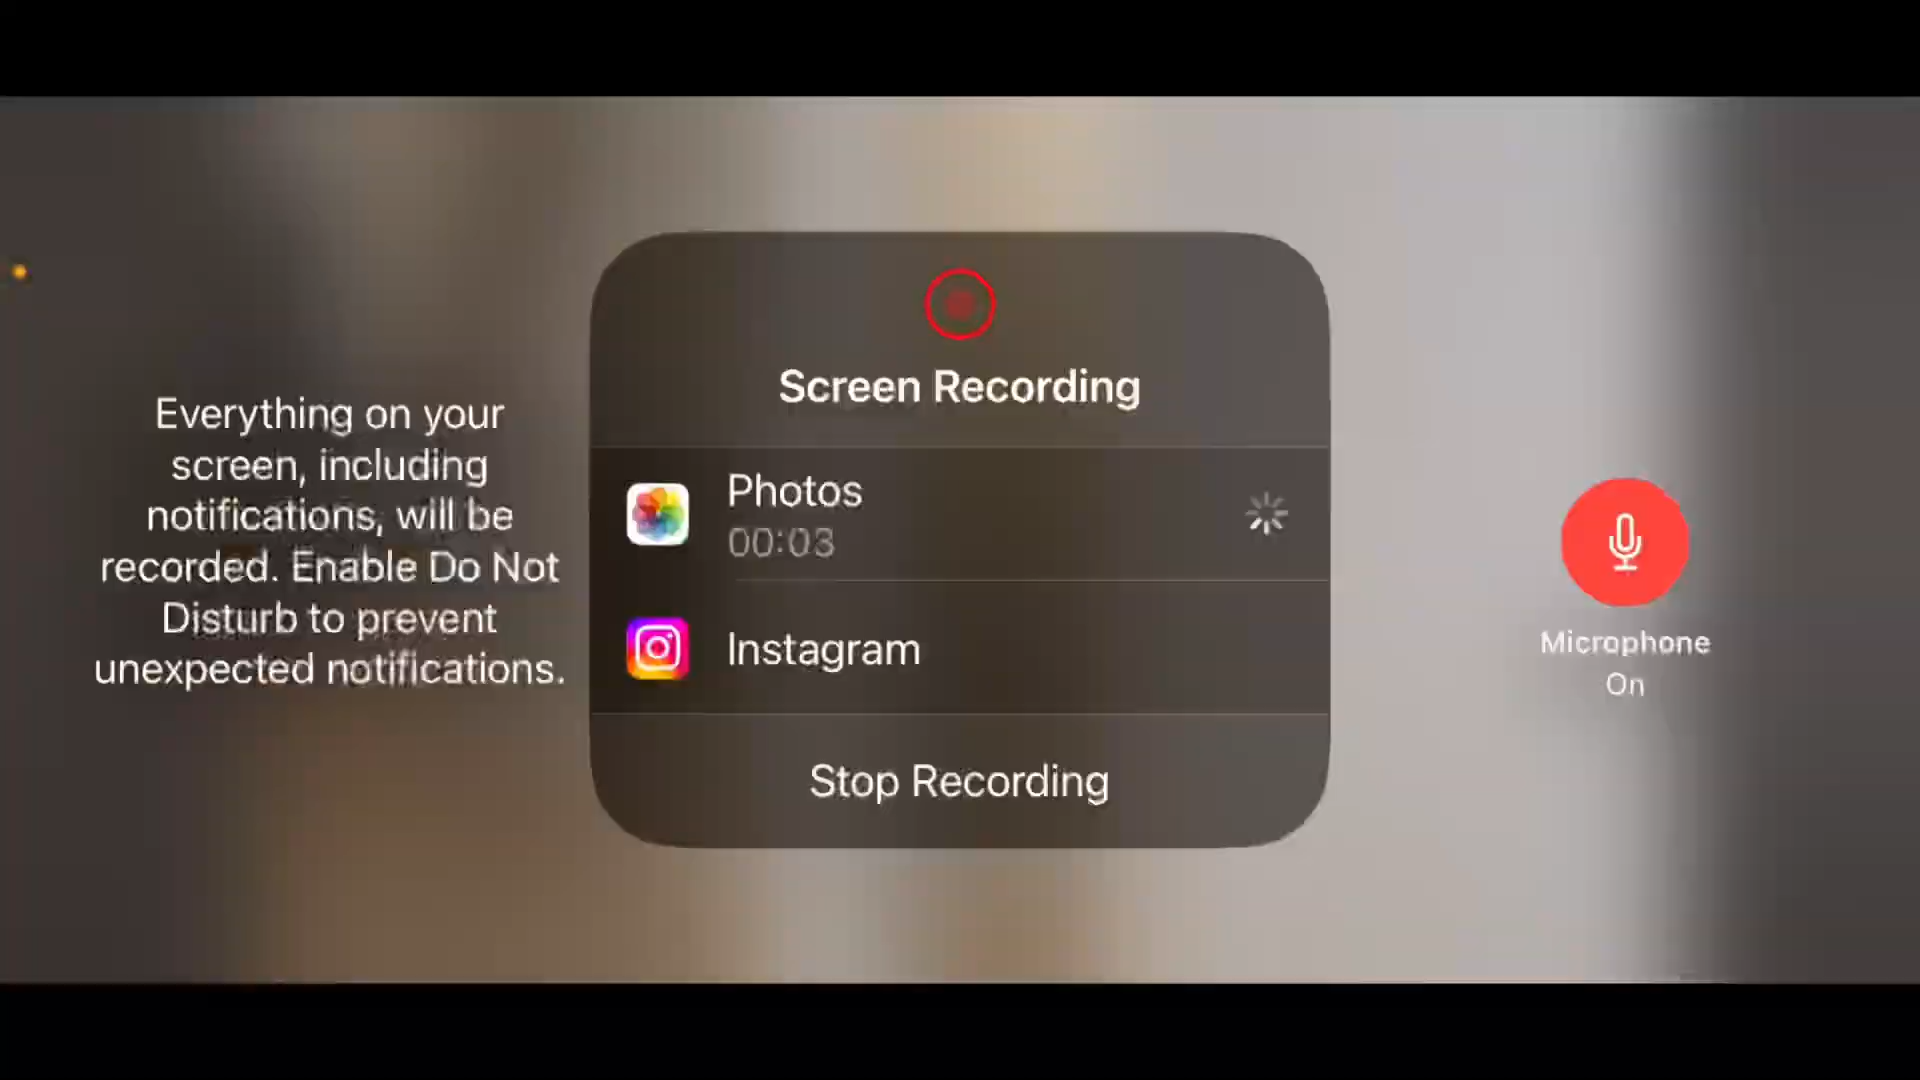 Everything on your
screen, including
notifications, will be
recorded. Enable Do Not
Disturb to prevent
unexpected notifications.
Screen Recording
Photos
00:03
Instagram
Stop Recording
Microphone
On